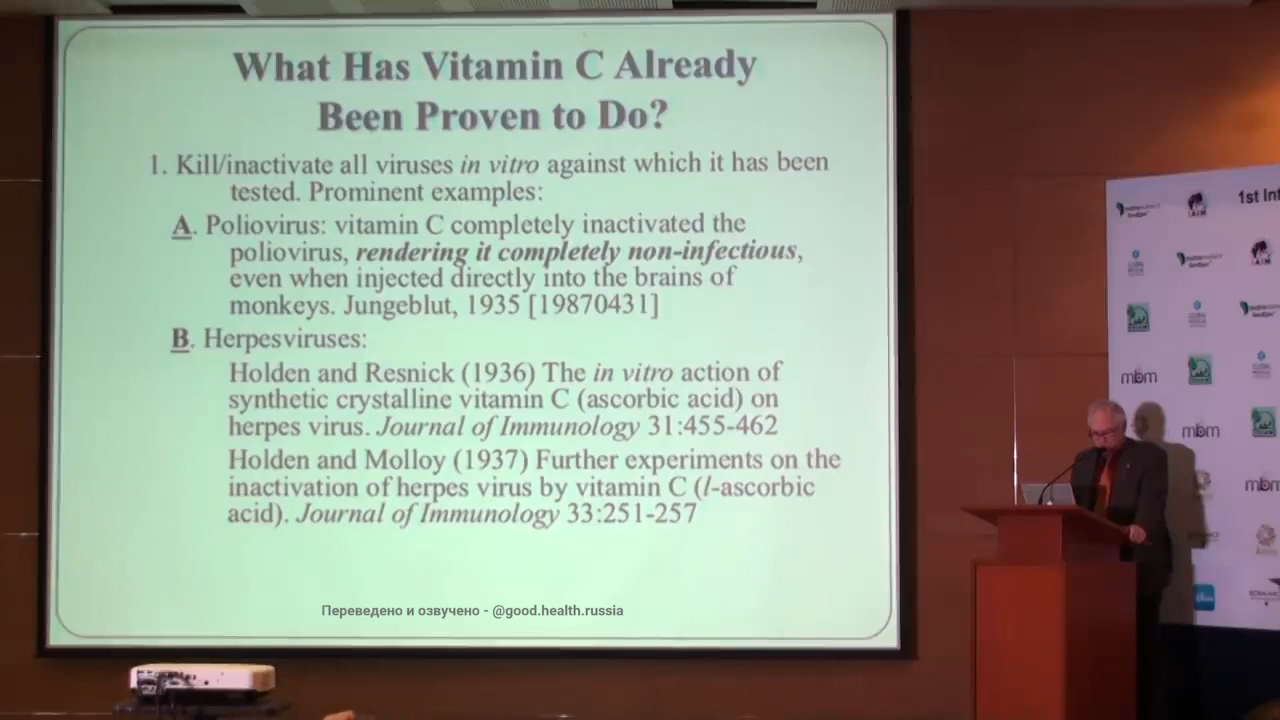 What Has Vitamin C Already
Been Proven to Do?
1. Kill/inactivate all viruses in vitro against which it has been
tested. Prominent examples:
A. Poliovirus: vitamin C completely inactivated the
poliovirus, rendering it completely non-infectious,
even when injected directly into the brains of
monkeys. Jungeblut, 1935 [19870431]
B. Herpesviruses:
Holden and Resnick (1936) The in vitro action of
synthetic crystalline vitamin C (ascorbic acid) on
herpes virus. Journal of Immunology 31:455-462
Holden and Molloy (1937) Further experiments on the
inactivation of herpes virus by vitamin C (l-ascorbic
acid). Journal of Immunology 33:251-257
Переведено и озвучено - @good.health.russia
1st Int
AIM
AIM
mbm
mbm
mbm